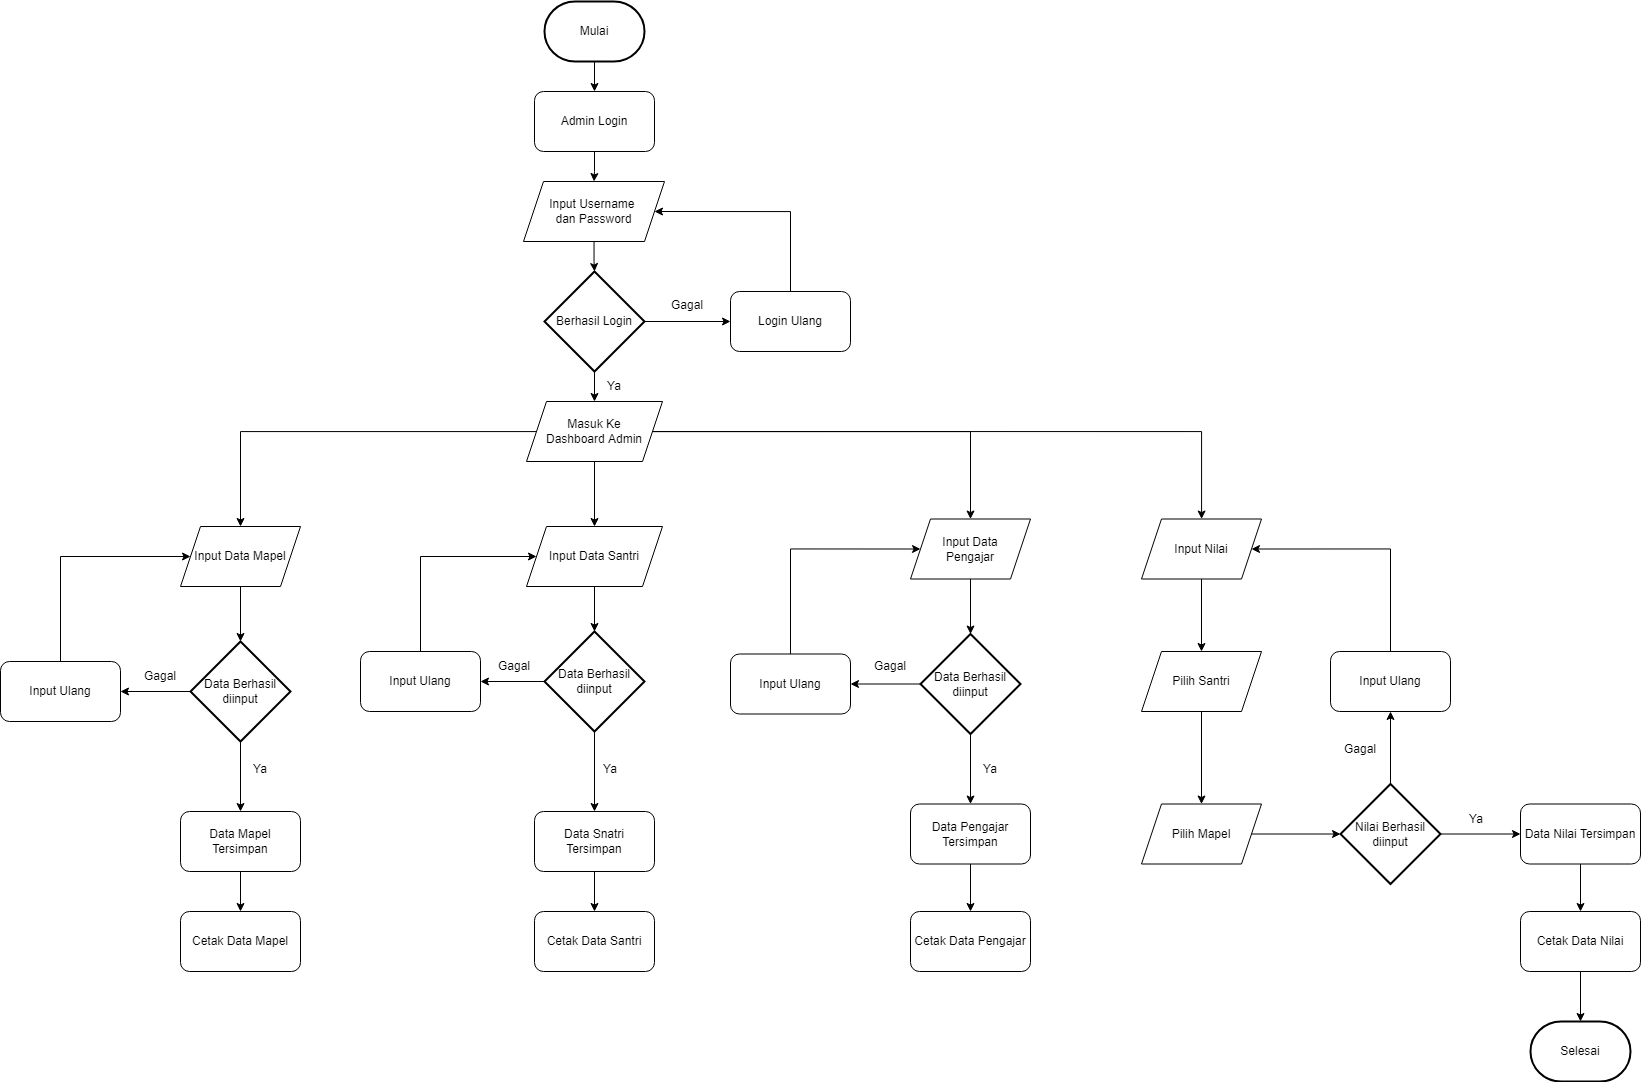 Mulai
Admin Login
Input Username
dan Password
Berhasil Login
Gagal
Login Ulang
Ya
Masuk Ke
Dashboard Admin
Input Data Mapel
Input Data Santri
Input Data
Pengajar
Input Nilai
Input Ulang
Gagal
Data Berhasil
diinput
Input Ulang
Gagal
Data Berhasil
diinput
Input Ulang
Gagal
Data Berhasil
diinput
Pilih Santri
Input Ulang
Ya
Ya
Ya
Gagal
Data Mapel
Tersimpan
Data Snatri
Tersimpan
Data Pengajar
Tersimpan
Pilih Mapel
Nilai Berhasil
diinput
Ya
Data Nilai Tersimpan
Cetak Data Mapel
Cetak Data Santri
Cetak Data Pengajar
Cetak Data Nilai
Selesai